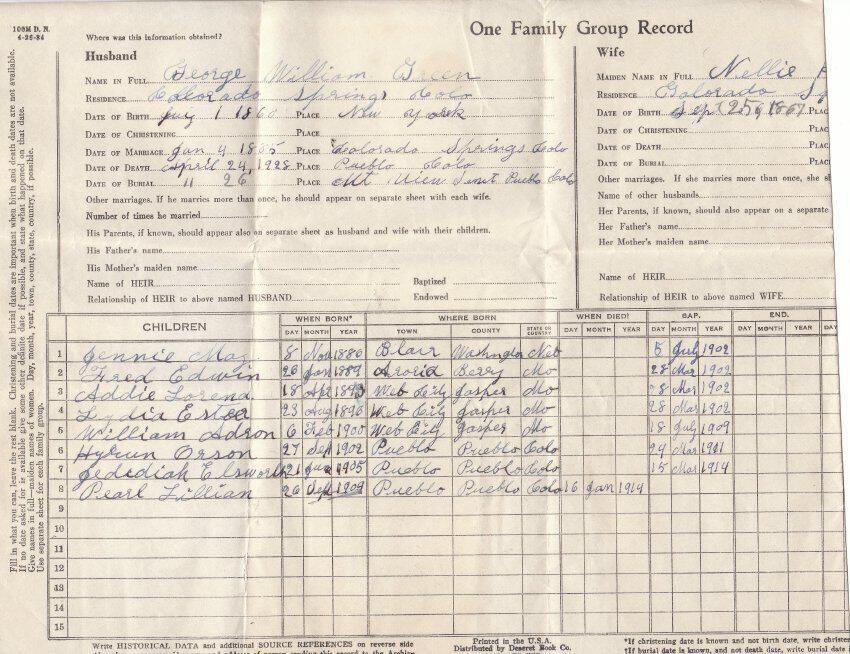 108M D. N.
4-25-84
Where was this information obtained?
One Family Group Record
Husband
NAME IN FULL George William Green
RESIDENCE Colorado Springs Colo
DATE OF BIRTH July 1 1860 PLACE New York
DATE OF CHRISTENING PLACE
DATE OF MARRIAGE Jan 4 1885 PLACE Colorado Springs Colo
DATE OF DEATH April 24, 1928 PLACE Pueblo Colo
DATE OF BURIAL " 26 PLACE Mt View Pueblo Colo
Other marriages. If he married more than once, he should appear on separate sheet with each wife.
Number of times he married
His Parents, if known, should appear also on separate sheet as husband and wife with their children.
His Father's name
His Mother's maiden name
Name of HEIR Baptized
Relationship of HEIR to above named HUSBAND Endowed
Wife
MAIDEN NAME IN FULL Nellie
RESIDENCE Colorado Sp
DATE OF BIRTH Sept 25, 1867 PLAC
DATE OF CHRISTENING PLAC
DATE OF DEATH PLAC
DATE OF BURIAL PLAC
Other marriages. If she married more than once, she sh
Name of other husbands
Her Parents, if known, should also appear on a separate
Her Father's name
Her Mother's maiden name
Name of HEIR
Relationship of HEIR to above named WIFE
Fill in what you can, leave the rest blank. Christening and burial dates are important when birth and death dates are not available.
If no date asked for is available give some other definite date if possible, and state what happened on that date.
Give names in full—maiden names of women. Day, month, year, town, county, state, country, if possible.
Use separate sheet for each family group.
CHILDREN WHEN BORN* WHERE BORN WHEN DIED† BAP. END.
DAY MONTH YEAR TOWN COUNTY STATE OR COUNTRY DAY MONTH YEAR DAY MONTH YEAR DAY MONTH YEAR DAY
1 Jennie May 8 Nov 1886 Blair Washington Neb 5 July 1902
2 Fred Edwin 26 Jan 1889 Berry Mo 28 Mar 1902
3 Addie Lorena 18 Apr 1893 Web City Jasper Mo 28 Mar 1902
4 Lydia 23 Aug 1896 Web City Jasper Mo 28 Mar 1902
5 William Adron 6 Feb 1900 Web City Jasper Mo 18 July 1909
6 Hyrum Orson 27 Sep 1902 Pueblo Pueblo Colo 24 Mar 1911
7 Jedediah Elsworth 21 1905 Pueblo Pueblo Colo 15 Mar 1914
8 Pearl Lillian 26 Sep 1909 Pueblo Pueblo Colo 16 Jan 1914
9
10
11
12
13
14
15
Write HISTORICAL DATA and additional SOURCE REFERENCES on reverse side
Printed in the U.S.A.
Distributed by Deseret Book Co.
*If christening date is known and not birth date, write christe
†If burial date is known, and not death date, write burial date i